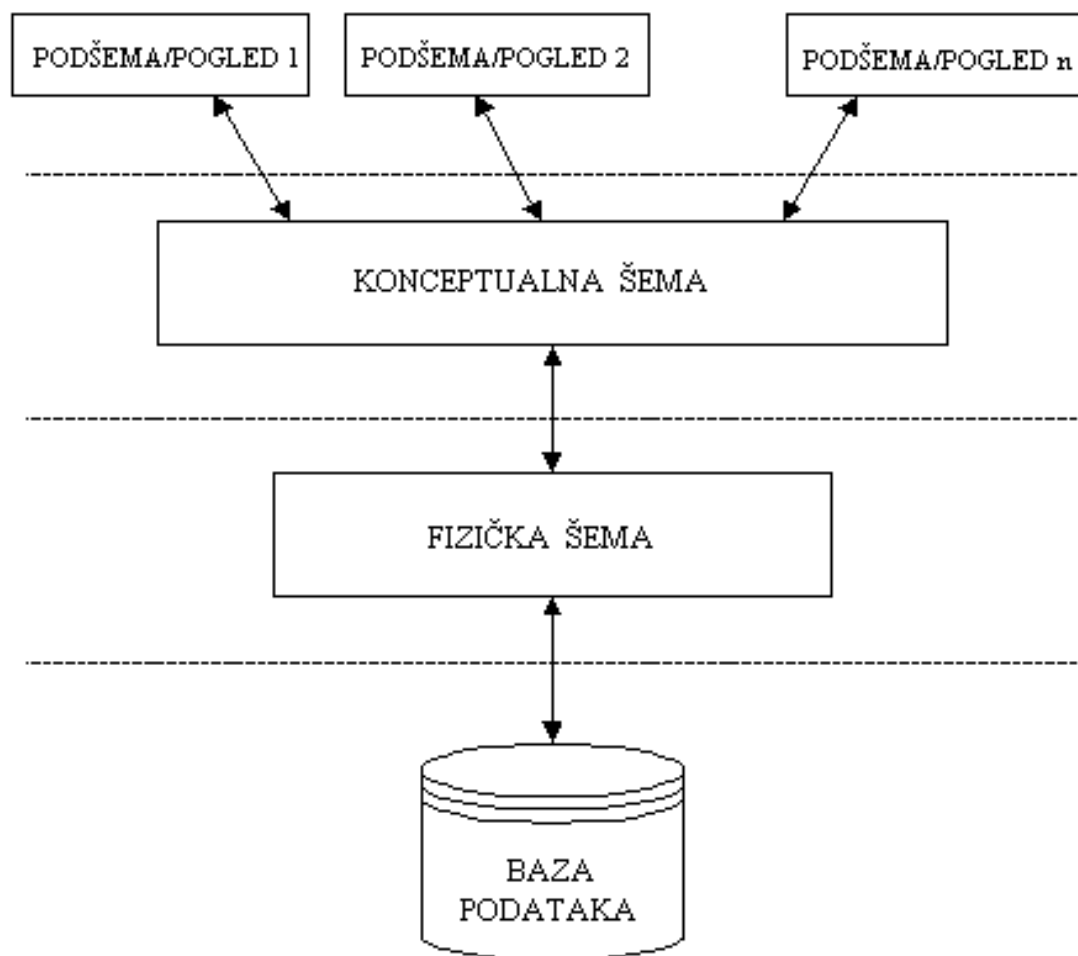 PODŠEMA/POGLED 1
PODŠEMA/POGLED 2
PODŠEMA/POGLED n
KONCEPTUALNA ŠEMA
FIZIČKA ŠEMA
BAZA
PODATAKA